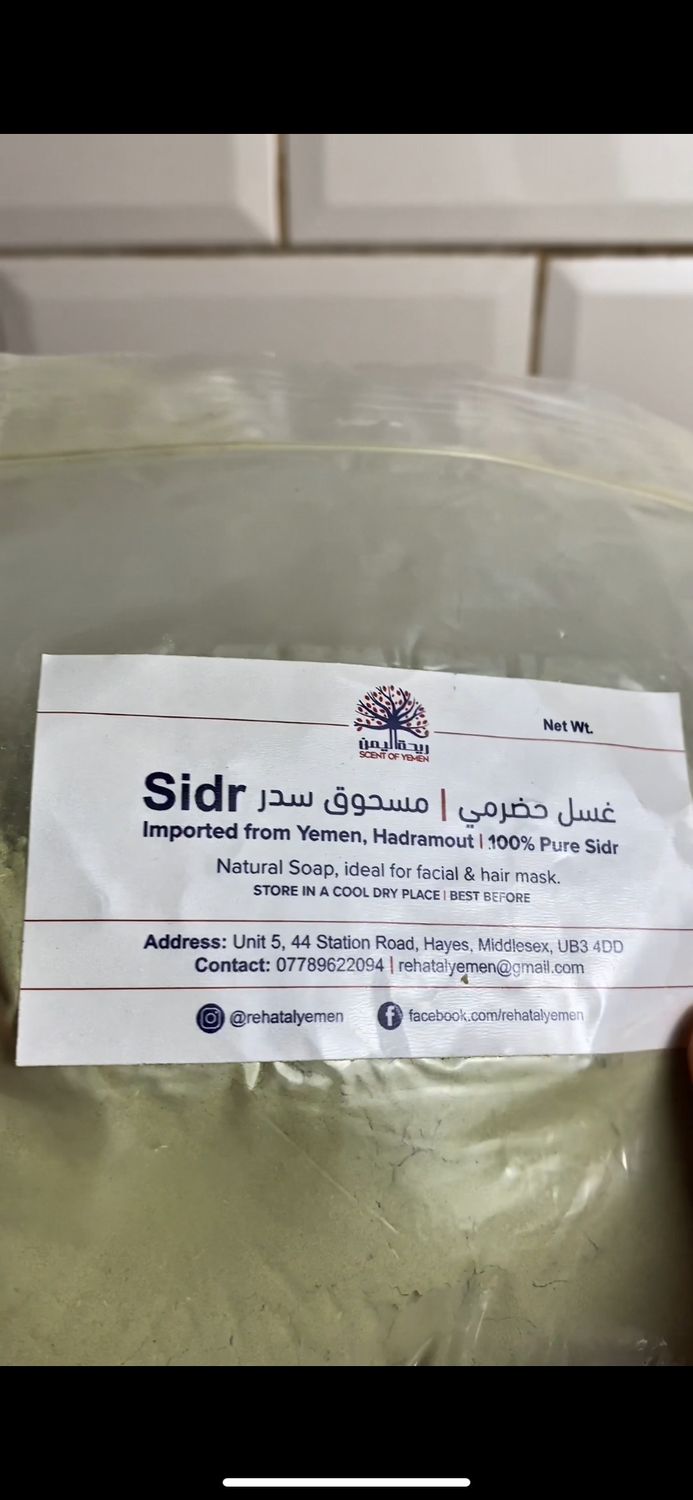 Net Wt.
ريحة اليمن
SCENT OF YEMEN
Sidr مسحوق سدر | غسل حضرمي
Imported from Yemen, Hadramout | 100% Pure Sidr
Natural Soap, ideal for facial & hair mask.
STORE IN A COOL DRY PLACE | BEST BEFORE
Address: Unit 5, 44 Station Road, Hayes, Middlesex, UB3 4DD
Contact: 07789622094 | rehatalyemen@gmail.com
@rehatalyemen facebook.com/rehatalyemen